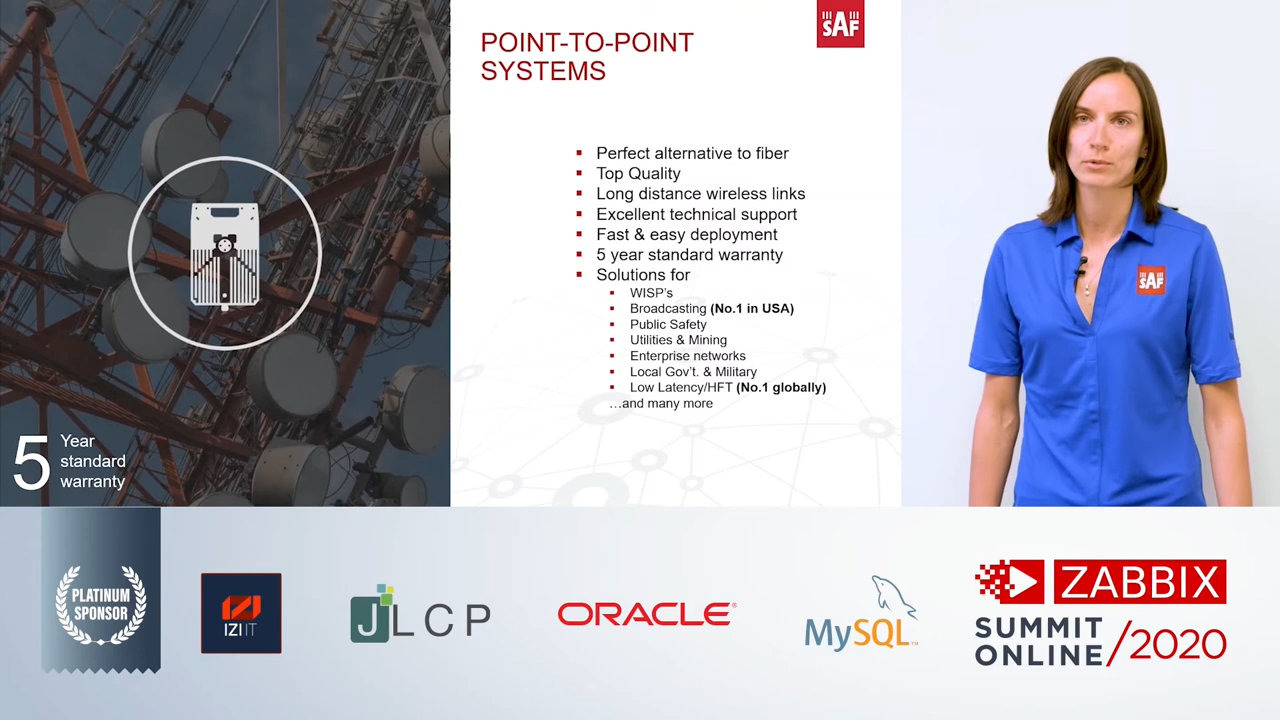 POINT-TO-POINT
SYSTEMS
SAF
Perfect alternative to fiber
Top Quality
Long distance wireless links
Excellent technical support
Fast & easy deployment
5 year standard warranty
Solutions for
WISP's
Broadcasting (No.1 in USA)
Public Safety
Utilities & Mining
Enterprise networks
Local Gov't. & Military
Low Latency/HFT (No.1 globally)
...and many more
5 Year
standard
warranty
SAF
PLATINUM
SPONSOR
IZI IT
JLCP
ORACLE®
MySQL™
ZABBIX
SUMMIT
ONLINE/2020